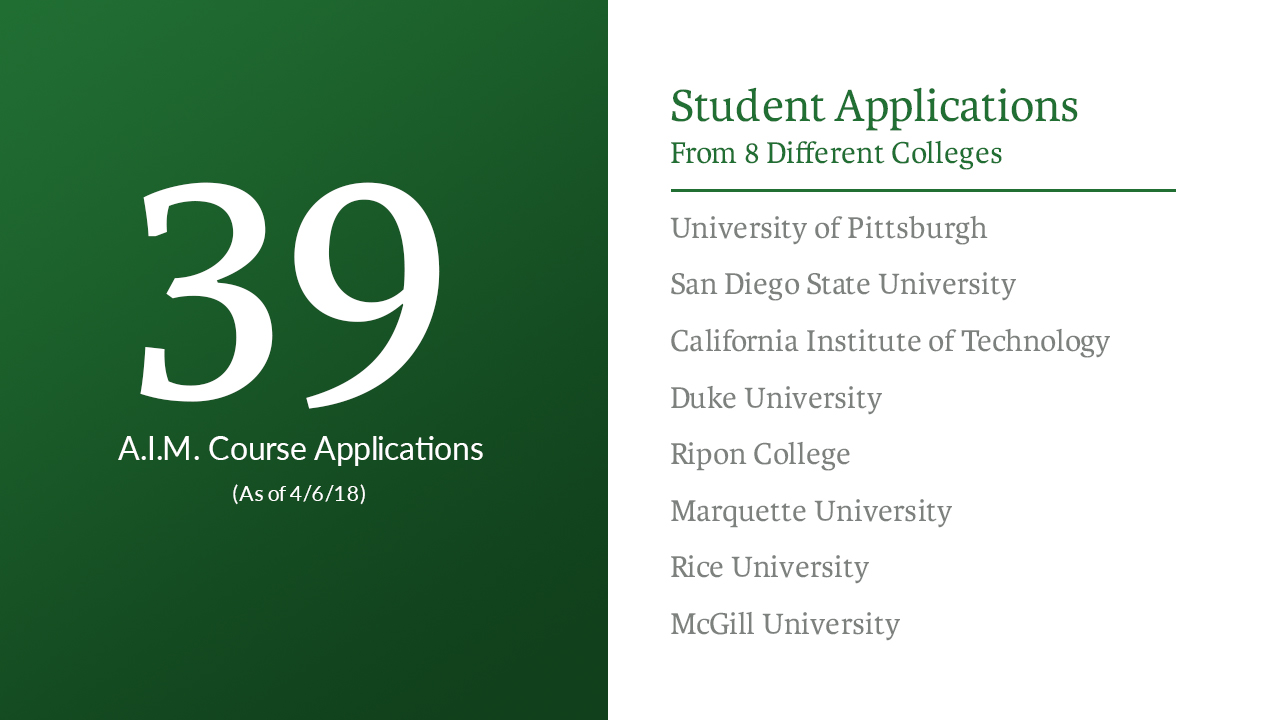 39
A.I.M. Course Applications
(As of 4/6/18)
Student Applications
From 8 Different Colleges
University of Pittsburgh
San Diego State University
California Institute of Technology
Duke University
Ripon College
Marquette University
Rice University
McGill University